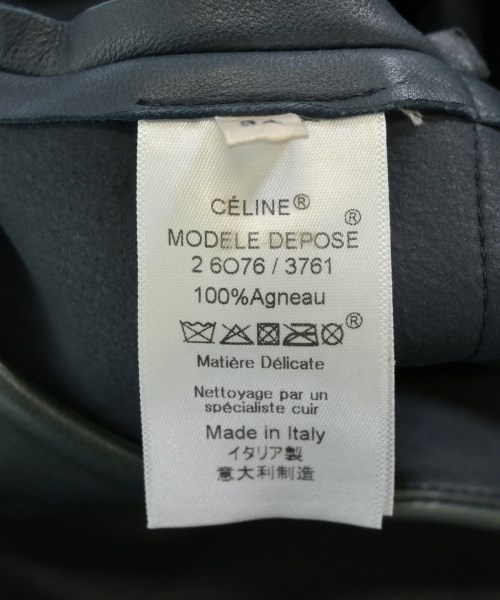 CÉLINE®
®
MODELE DEPOSE
2 6O76 / 3761
100%Agneau
®
Matière Délicate
Nettoyage par un
spécialiste cuir
Made in Italy
イタリア製
意大利制造